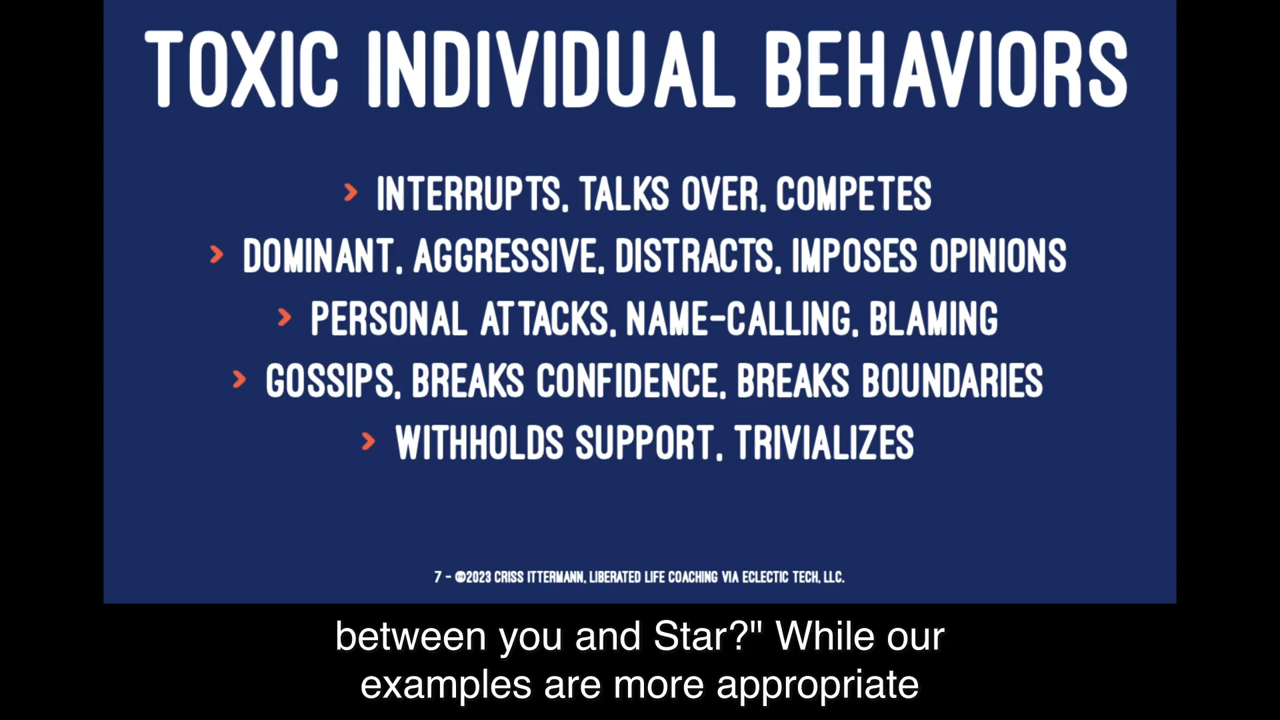 TOXIC INDIVIDUAL BEHAVIORS
> INTERRUPTS, TALKS OVER, COMPETES
> DOMINANT, AGGRESSIVE, DISTRACTS, IMPOSES OPINIONS
> PERSONAL ATTACKS, NAME-CALLING, BLAMING
> GOSSIPS, BREAKS CONFIDENCE, BREAKS BOUNDARIES
> WITHHOLDS SUPPORT, TRIVIALIZES
7 - ©2023 CRISS ITTERMANN, LIBERATED LIFE COACHING VIA ECLECTIC TECH, LLC.
between you and Star?" While our
examples are more appropriate